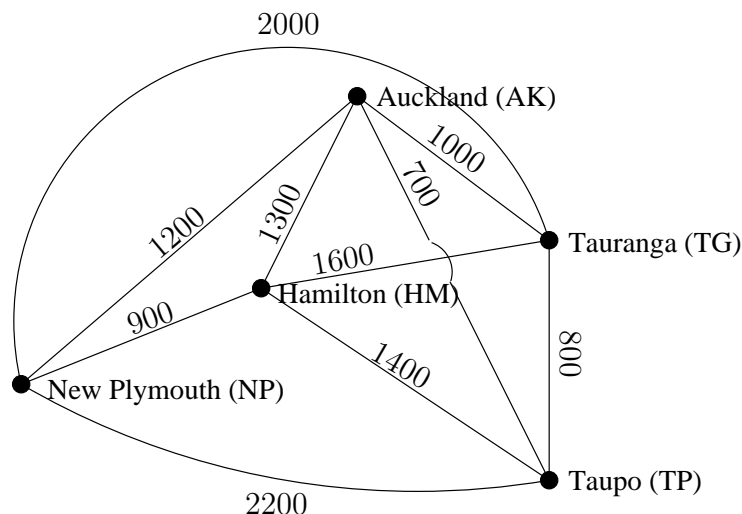 2000
Auckland (AK)
1000
700
1200
1300
Tauranga (TG)
1600
Hamilton (HM)
900
1400
800
New Plymouth (NP)
Taupo (TP)
2200